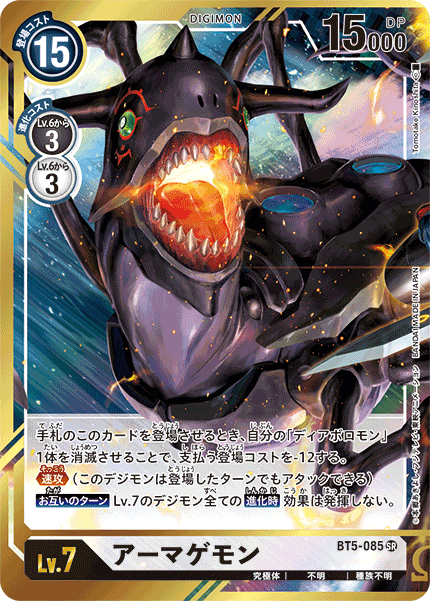 登場コスト
15
DIGIMON
15000
DP
進化コスト
Lv.6から
3
Lv.6から
3
Tomotake Kinoshita
BANDAI MADE IN JAPAN
手札のこのカードを登場させるとき、自分の「ディアボロモン」
1体を消滅させることで、支払う登場コストを-12する。
速攻（このデジモンは登場したターンでもアタックできる）
お互いのターン Lv.7のデジモン全ての 進化時 効果は発揮しない。
BT5-085 SR
Lv.7 アーマゲモン
究極体 不明 種族不明